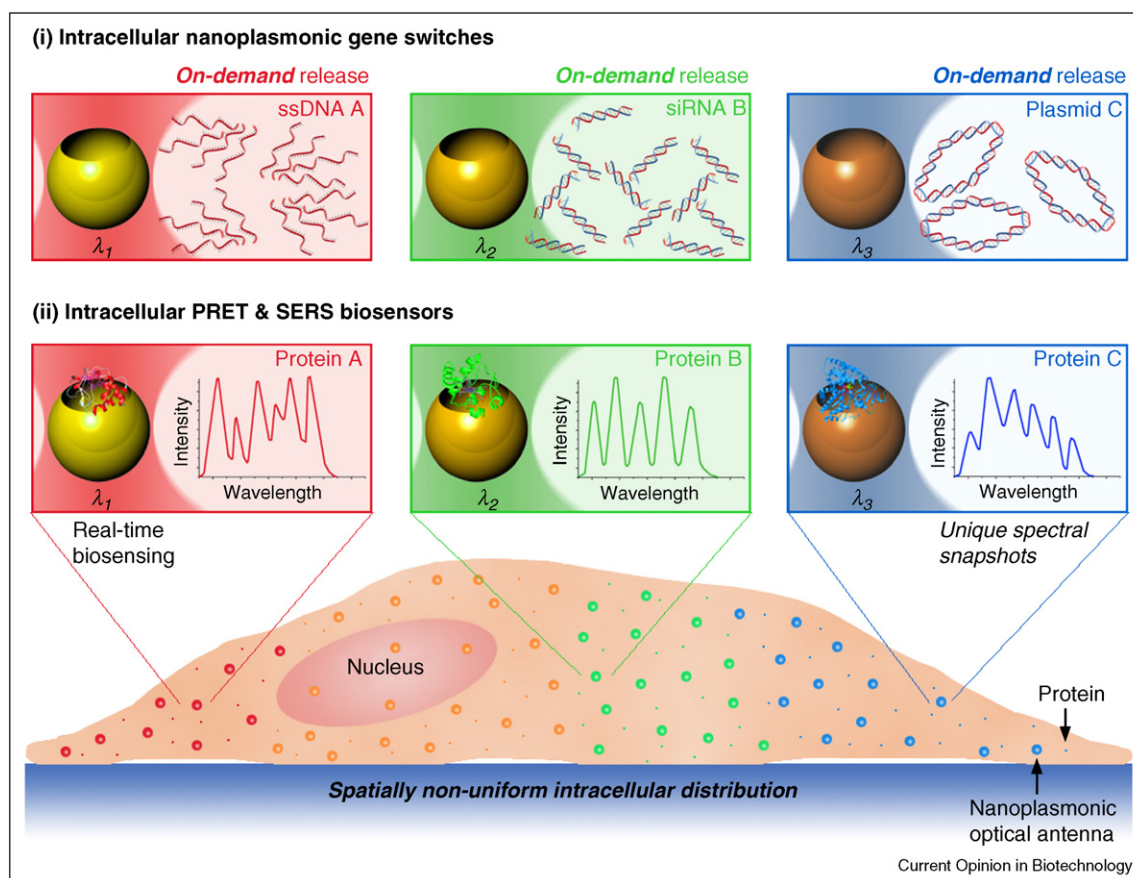 (i) Intracellular nanoplasmonic gene switches
On-demand release
On-demand release
On-demand release
ssDNA A
siRNA B
Plasmid C
λ1
λ2
λ3
(ii) Intracellular PRET & SERS biosensors
Protein A
Protein B
Protein C
Intensity
Intensity
Intensity
λ1
Wavelength
λ2
Wavelength
λ3
Wavelength
Real-time
biosensing
Unique spectral
snapshots
Nucleus
Protein
Spatially non-uniform intracellular distribution
Nanoplasmonic
optical antenna
Current Opinion in Biotechnology